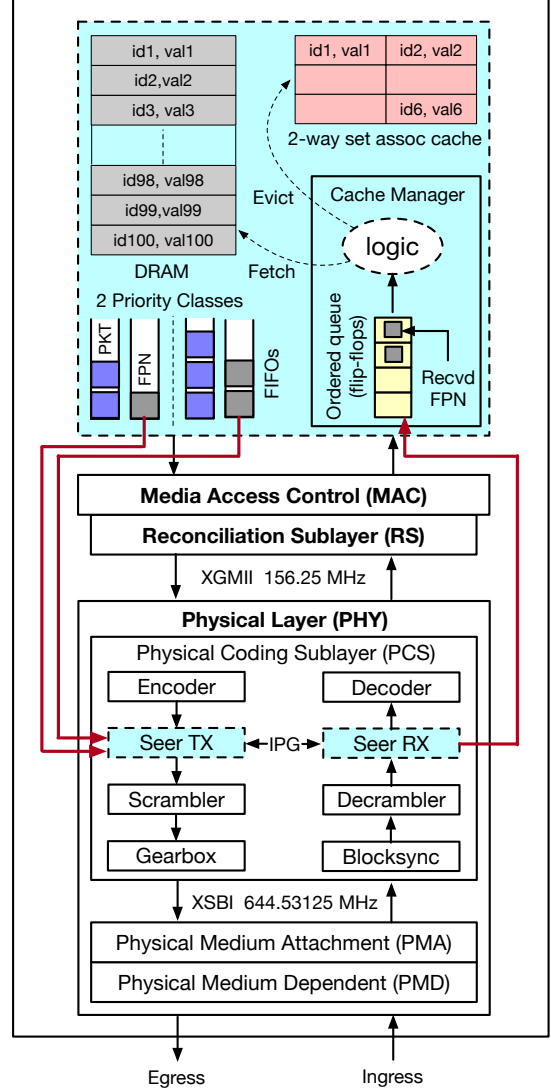 id1, val1
id2,val2
id3, val3
id98, val98
id99,val99
id100, val100
DRAM
id1, val1
id2, val2
id6, val6
2-way set assoc cache
Evict
Fetch
Cache Manager
logic
Ordered queue
(flip-flops)
Recvd
FPN
2 Priority Classes
PKT
FPN
FIFOs
Media Access Control (MAC)
Reconciliation Sublayer (RS)
XGMII 156.25 MHz
Physical Layer (PHY)
Physical Coding Sublayer (PCS)
Encoder
Decoder
Seer TX
IPG
Seer RX
Scrambler
Decrambler
Gearbox
Blocksync
XSBI 644.53125 MHz
Physical Medium Attachment (PMA)
Physical Medium Dependent (PMD)
Egress
Ingress